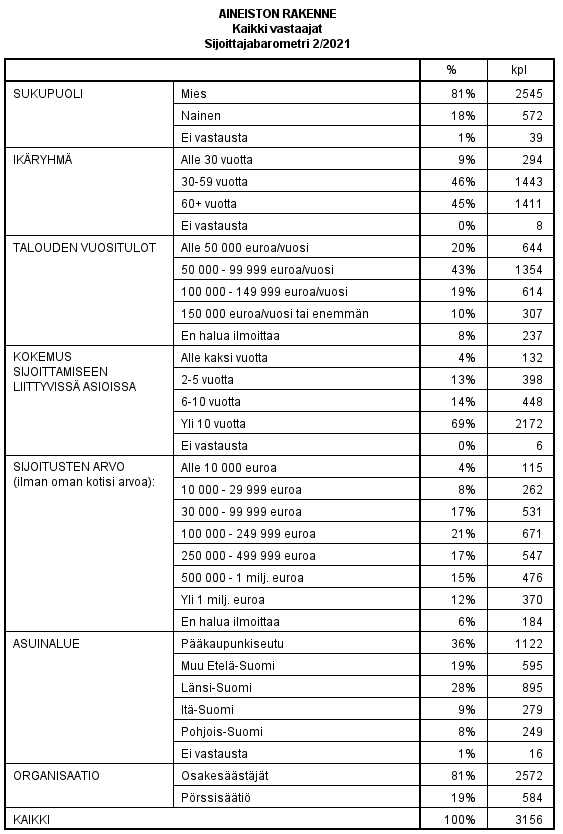 AINEISTON RAKENNE
Kaikki vastaajat
Sijoittajabarometri 2/2021
% kpl
SUKUPUOLI Mies 81% 2545
Nainen 18% 572
Ei vastausta 1% 39
IKÄRYHMÄ Alle 30 vuotta 9% 294
30-59 vuotta 46% 1443
60+ vuotta 45% 1411
Ei vastausta 0% 8
TALOUDEN VUOSITULOT Alle 50 000 euroa/vuosi 20% 644
50 000 - 99 999 euroa/vuosi 43% 1354
100 000 - 149 999 euroa/vuosi 19% 614
150 000 euroa/vuosi tai enemmän 10% 307
En halua ilmoittaa 8% 237
KOKEMUS Alle kaksi vuotta 4% 132
SIJOITTAMISEEN 2-5 vuotta 13% 398
LIITTYVISSÄ ASIOISSA 6-10 vuotta 14% 448
Yli 10 vuotta 69% 2172
Ei vastausta 0% 6
SIJOITUSTEN ARVO Alle 10 000 euroa 4% 115
(ilman oman kotisi arvoa): 10 000 - 29 999 euroa 8% 262
30 000 - 99 999 euroa 17% 531
100 000 - 249 999 euroa 21% 671
250 000 - 499 999 euroa 17% 547
500 000 - 1 milj. euroa 15% 476
Yli 1 milj. euroa 12% 370
En halua ilmoittaa 6% 184
ASUINALUE Pääkaupunkiseutu 36% 1122
Muu Etelä-Suomi 19% 595
Länsi-Suomi 28% 895
Itä-Suomi 9% 279
Pohjois-Suomi 8% 249
Ei vastausta 1% 16
ORGANISAATIO Osakesäästäjät 81% 2572
Pörssisäätiö 19% 584
KAIKKI 100% 3156